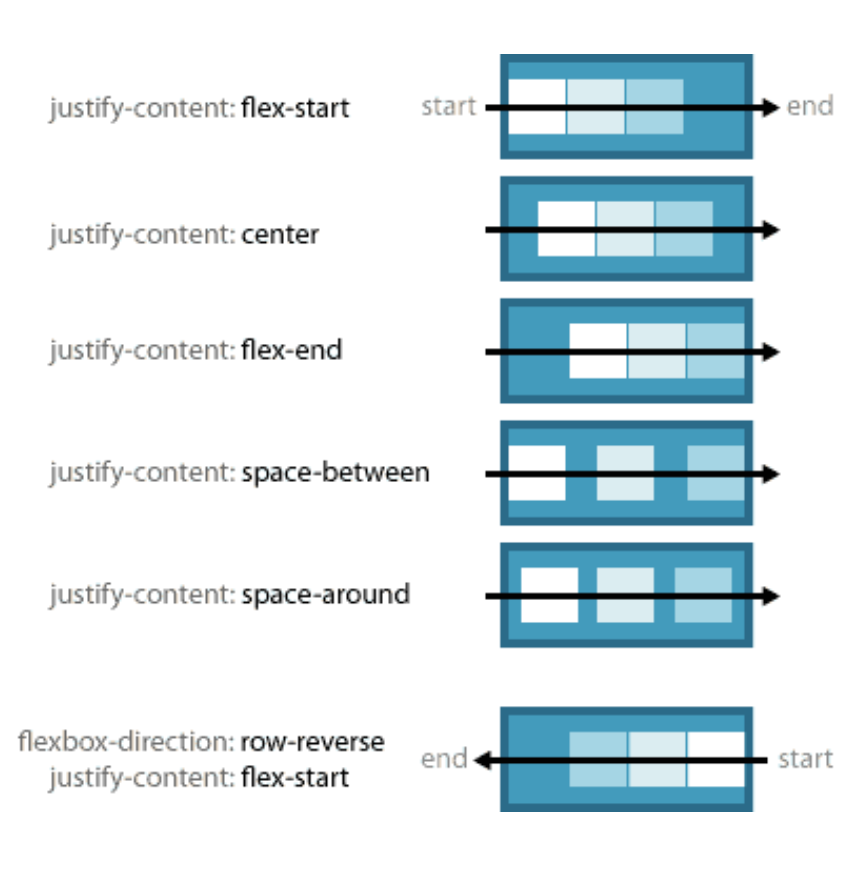 justify-content: flex-start start end
justify-content: center
justify-content: flex-end
justify-content: space-between
justify-content: space-around
flexbox-direction: row-reverse
justify-content: flex-start
end start